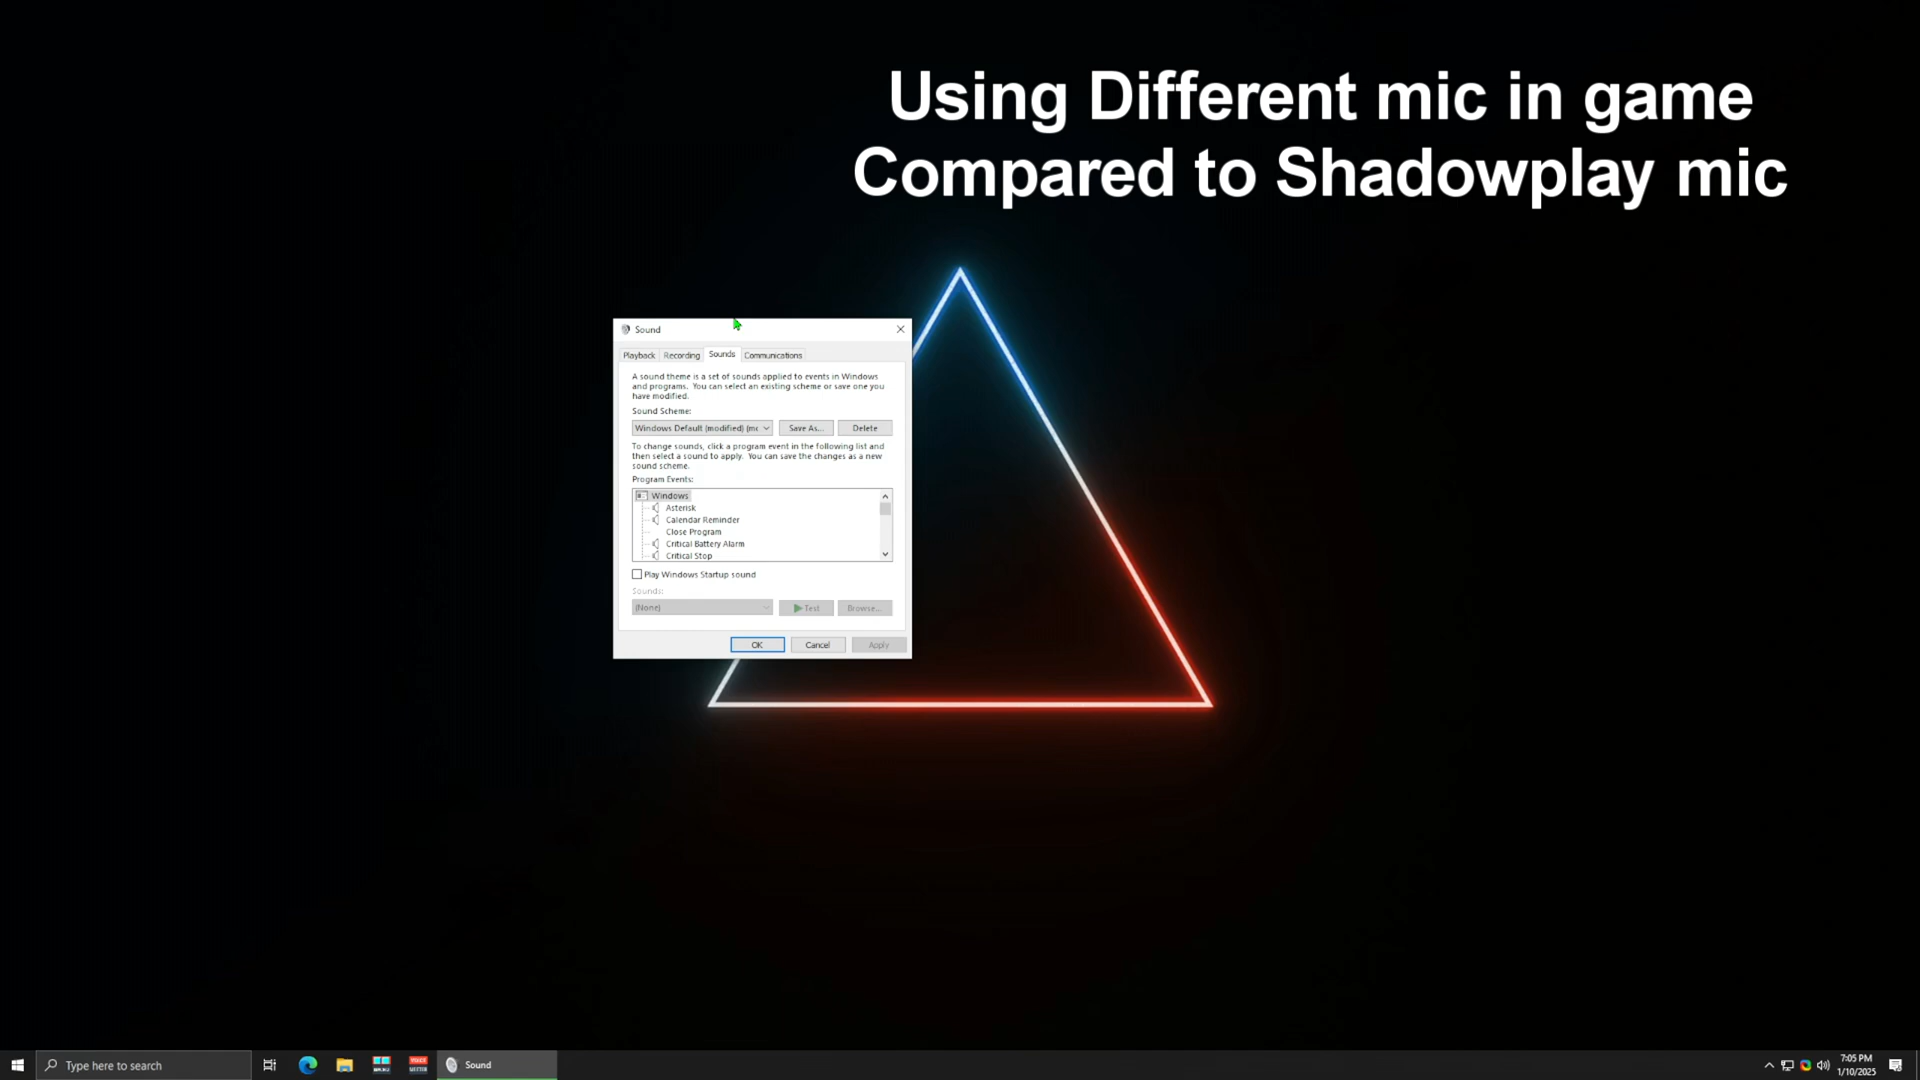 Using Different mic in game
Compared to Shadowplay mic
Sound
Playback Recording Sounds Communications
A sound theme is a set of sounds applied to events in Windows
and programs. You can select an existing scheme or save one you
have modified.
Sound Scheme:
Windows Default (modified) (mc Save As... Delete
To change sounds, click a program event in the following list and
then select a sound to apply. You can save the changes as a new
sound scheme.
Program Events:
Windows
Asterisk
Calendar Reminder
Close Program
Critical Battery Alarm
Critical Stop
Play Windows Startup sound
Sounds:
(None) Test Browse...
OK Cancel Apply
Type here to search
Sound
7:05 PM
1/10/2025